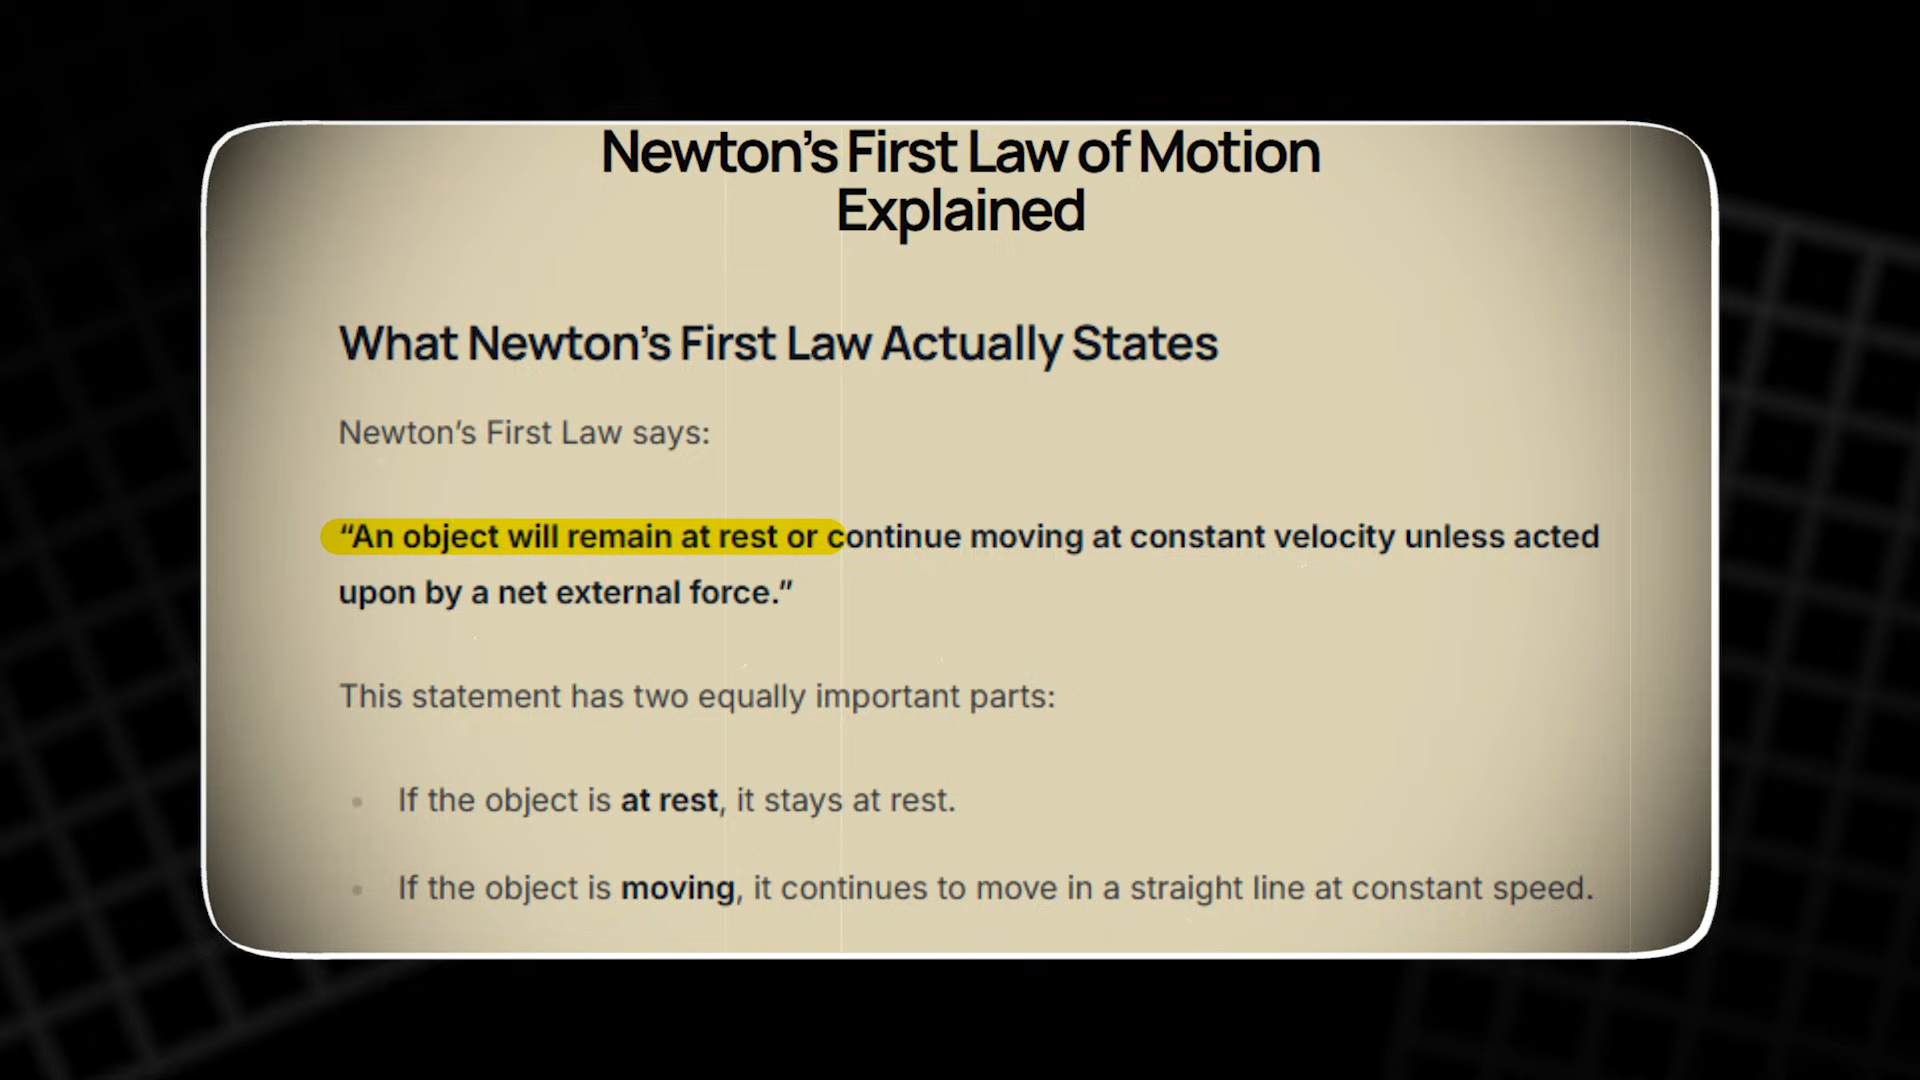 Newton’s First Law of Motion
Explained
What Newton’s First Law Actually States
Newton’s First Law says:
“An object will remain at rest or continue moving at constant velocity unless acted
upon by a net external force.”
This statement has two equally important parts:
• If the object is at rest, it stays at rest.
• If the object is moving, it continues to move in a straight line at constant speed.